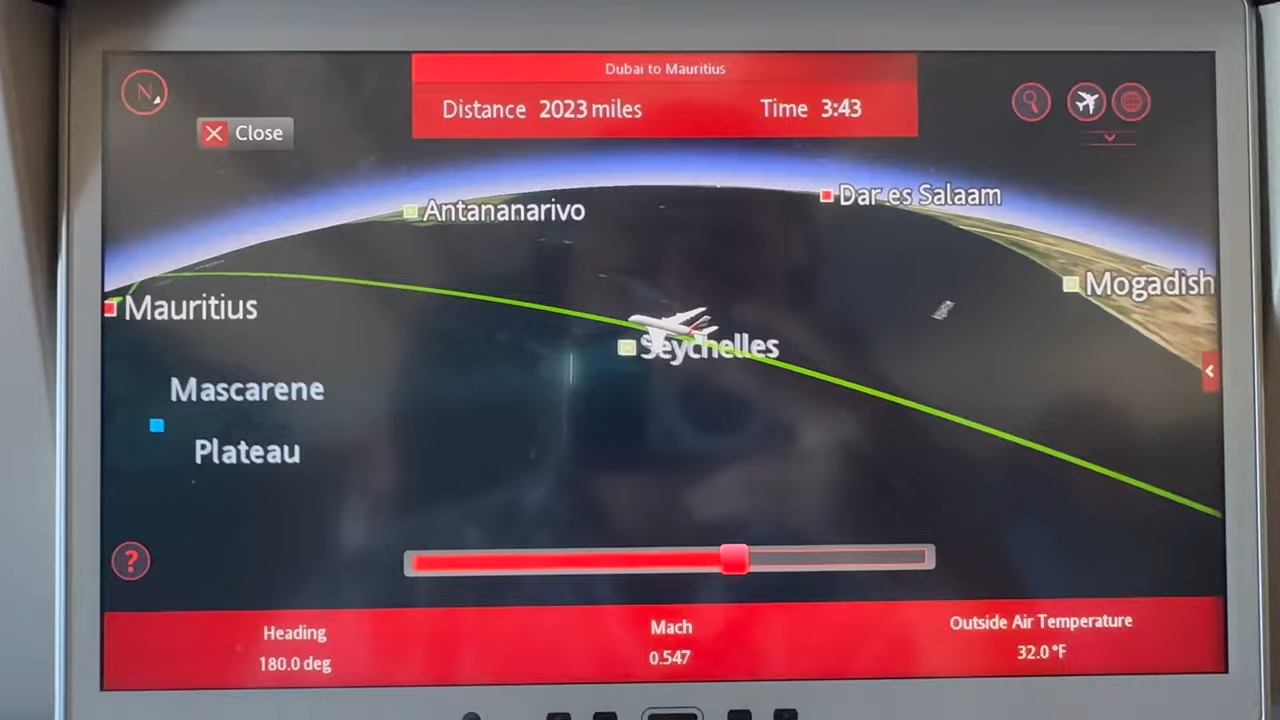 Dubai to Mauritius
N
Distance 2023 miles Time 3:43
Close
Dar es Salaam
Antananarivo
Mogadish
Mauritius
Seychelles
Mascarene
Plateau
?
Heading Mach Outside Air Temperature
180.0 deg 0.547 32.0 °F